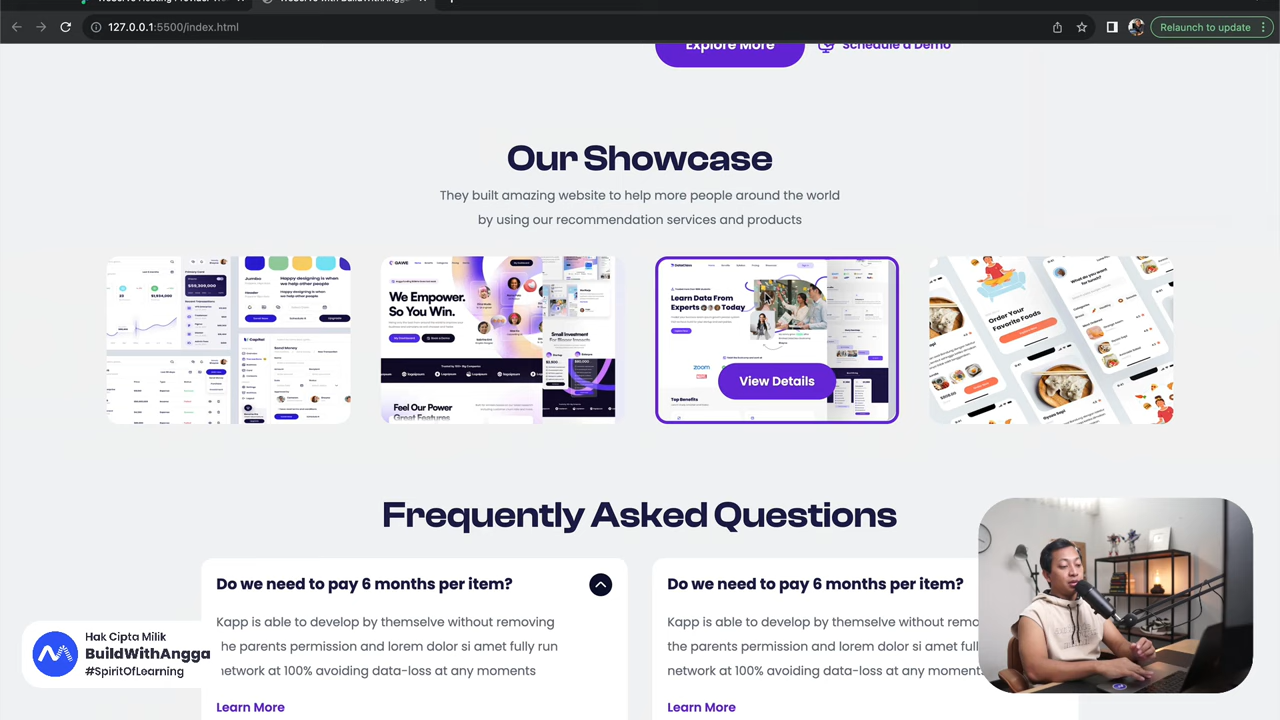 127.0.0.1:5500/index.html
Relaunch to update
Explore More
Schedule a Demo
Our Showcase
They built amazing website to help more people around the world
by using our recommendation services and products
We Empower.
So You Win.
Feel Our Power
Great Features
Learn Data From
Experts
Today
zoom
Top Benefits
View Details
Order Your
Favorite Foods
Frequently Asked Questions
Do we need to pay 6 months per item?
Kapp is able to develop by themselve without removing
the parents permission and lorem dolor si amet fully run
network at 100% avoiding data-loss at any moments
Learn More
Do we need to pay 6 months per item?
Kapp is able to develop by themselve without remo
the parents permission and lorem dolor si amet full
network at 100% avoiding data-loss at any moments
Learn More
Hak Cipta Milik
BuildWithAngga
#SpiritOfLearning